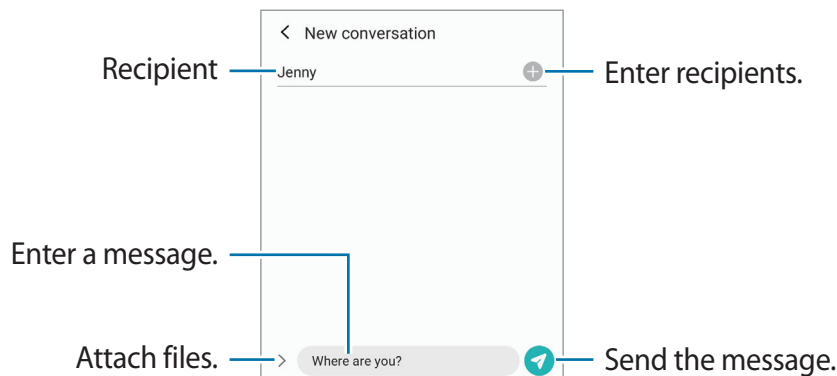 New conversation
Recipient
Jenny
Enter recipients.
Enter a message.
Attach files.
Where are you?
Send the message.